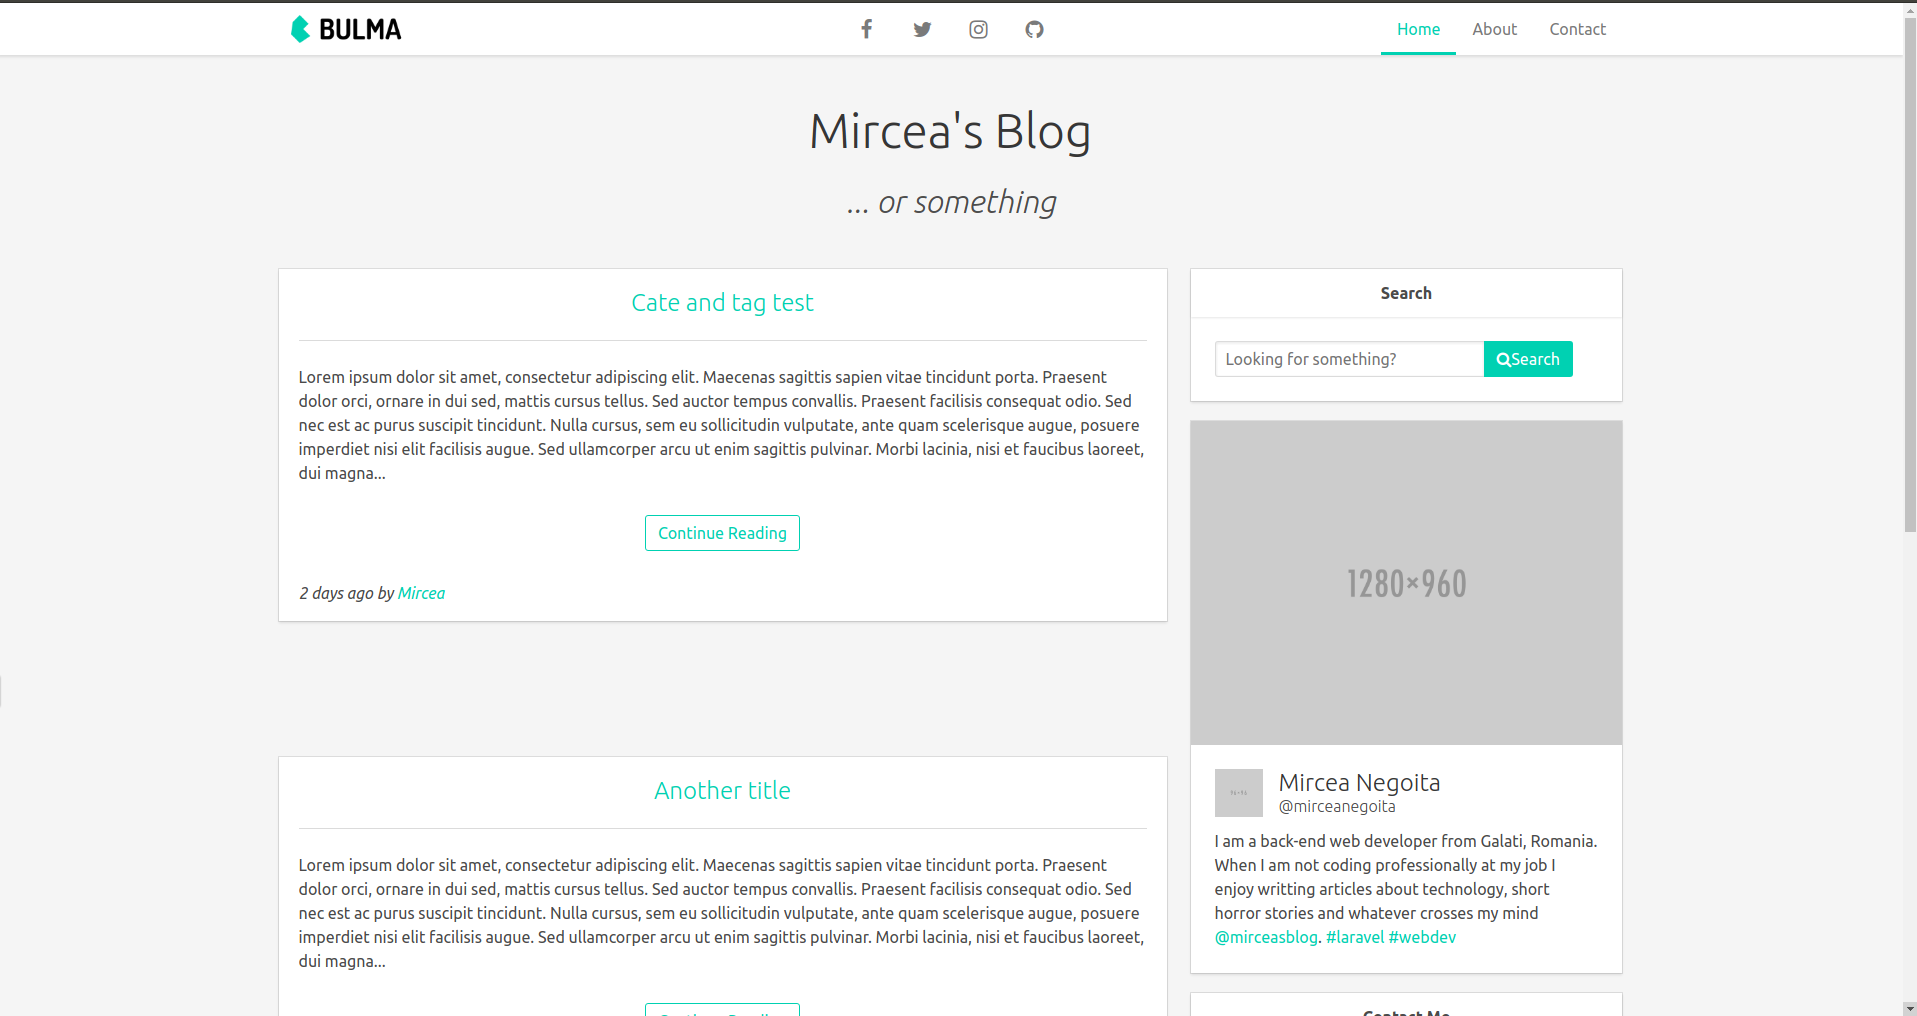 BULMA
Home About Contact
Mircea's Blog
... or something
Cate and tag test
Lorem ipsum dolor sit amet, consectetur adipiscing elit. Maecenas sagittis sapien vitae tincidunt porta. Praesent
dolor orci, ornare in dui sed, mattis cursus tellus. Sed auctor tempus convallis. Praesent facilisis consequat odio. Sed
nec est ac purus suscipit tincidunt. Nulla cursus, sem eu sollicitudin vulputate, ante quam scelerisque augue, posuere
imperdiet nisi elit facilisis augue. Sed ullamcorper arcu ut enim sagittis pulvinar. Morbi lacinia, nisi et faucibus laoreet,
dui magna...
Continue Reading
2 days ago by Mircea
Another title
Lorem ipsum dolor sit amet, consectetur adipiscing elit. Maecenas sagittis sapien vitae tincidunt porta. Praesent
dolor orci, ornare in dui sed, mattis cursus tellus. Sed auctor tempus convallis. Praesent facilisis consequat odio. Sed
nec est ac purus suscipit tincidunt. Nulla cursus, sem eu sollicitudin vulputate, ante quam scelerisque augue, posuere
imperdiet nisi elit facilisis augue. Sed ullamcorper arcu ut enim sagittis pulvinar. Morbi lacinia, nisi et faucibus laoreet,
dui magna...
Search
Looking for something?
Search
1280×960
Mircea Negoita
@mirceanegoita
I am a back-end web developer from Galati, Romania.
When I am not coding professionally at my job I
enjoy writting articles about technology, short
horror stories and whatever crosses my mind
@mirceasblog. #laravel #webdev
Contact Me